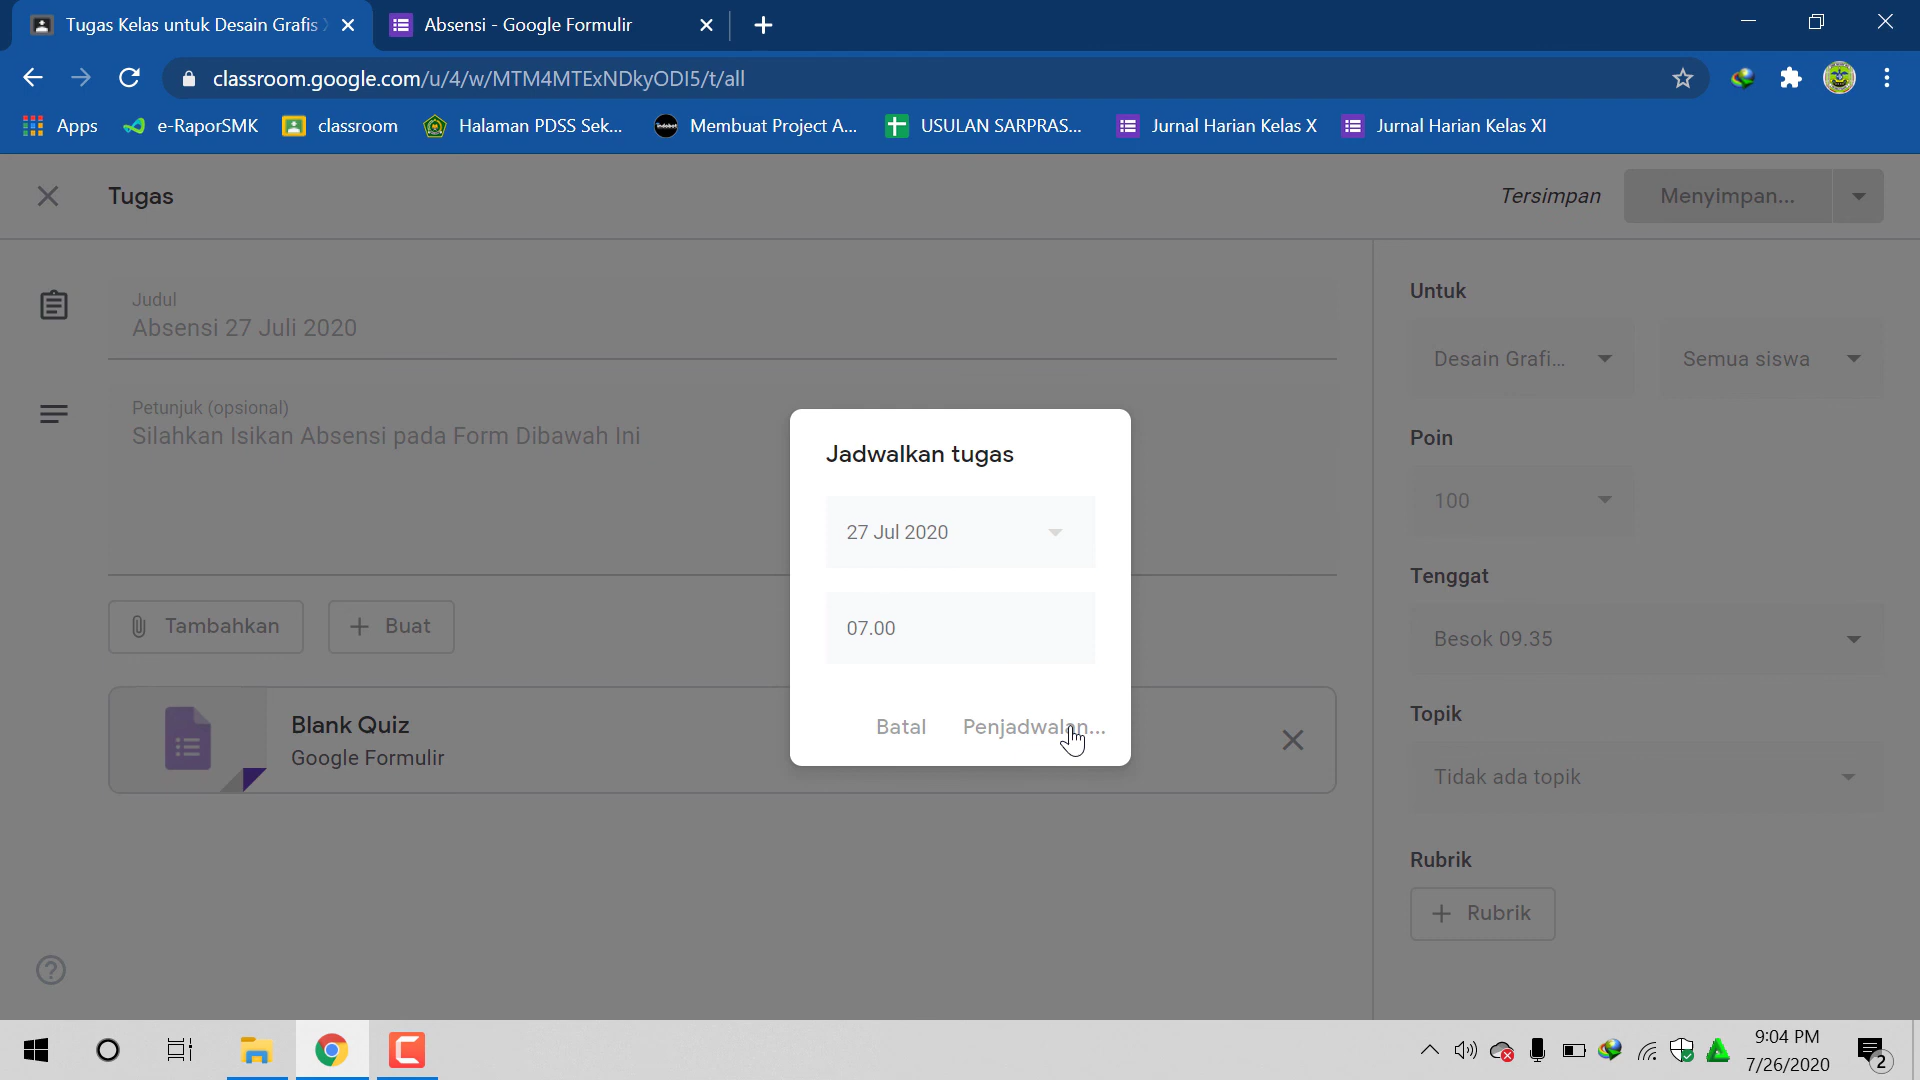 Tugas Kelas untuk Desain Grafis
Absensi - Google Formulir
classroom.google.com/u/4/w/MTM4MTExNDkyODI5/t/all
Apps
e-RaporSMK
classroom
Halaman PDSS Sek...
Membuat Project A...
USULAN SARPRAS...
Jurnal Harian Kelas X
Jurnal Harian Kelas XI
Tugas
Tersimpan
Menyimpan...
Judul
Absensi 27 Juli 2020
Petunjuk (opsional)
Silahkan Isikan Absensi pada Form Dibawah Ini
Tambahkan
Buat
Blank Quiz
Google Formulir
Jadwalkan tugas
27 Jul 2020
07.00
Batal
Penjadwalan...
Untuk
Desain Grafi...
Semua siswa
Poin
100
Tenggat
Besok 09.35
Topik
Tidak ada topik
Rubrik
Rubrik
9:04 PM
7/26/2020
2